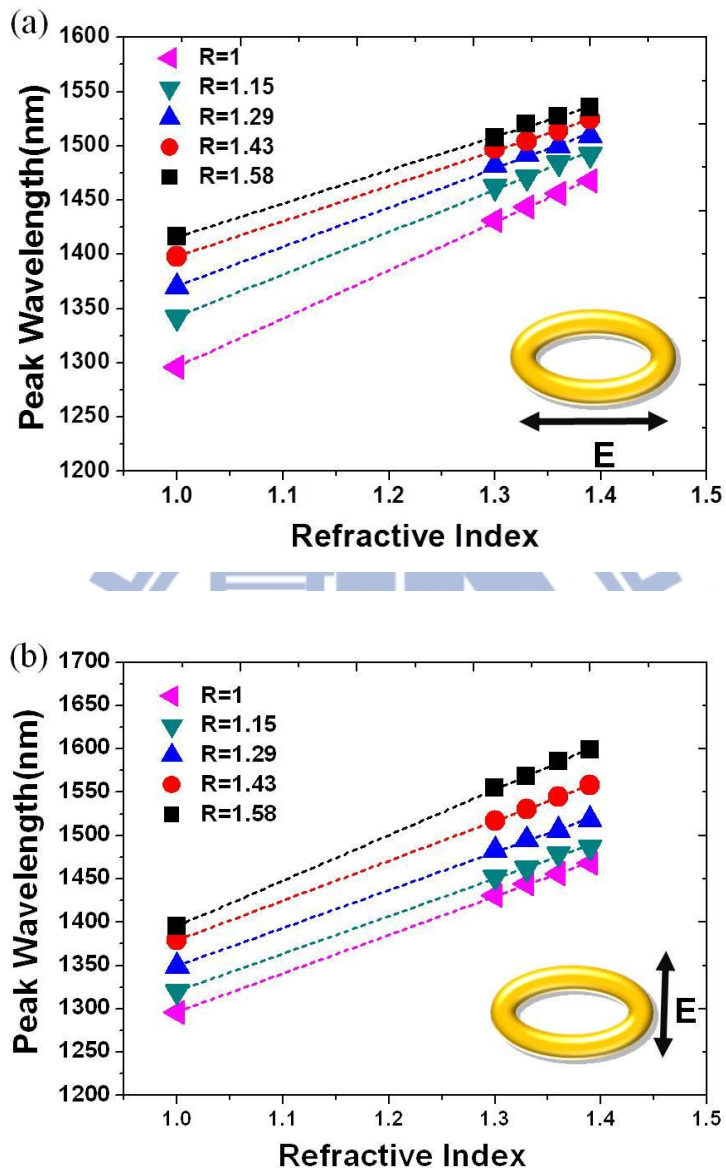 (a)
1600
1550
1500
1450
1400
1350
1300
1250
1200
Peak Wavelength(nm)
R=1
R=1.15
R=1.29
R=1.43
R=1.58
E
1.0 1.1 1.2 1.3 1.4 1.5
Refractive Index
(b)
1700
1650
1600
1550
1500
1450
1400
1350
1300
1250
1200
Peak Wavelength(nm)
R=1
R=1.15
R=1.29
R=1.43
R=1.58
E
1.0 1.1 1.2 1.3 1.4 1.5
Refractive Index